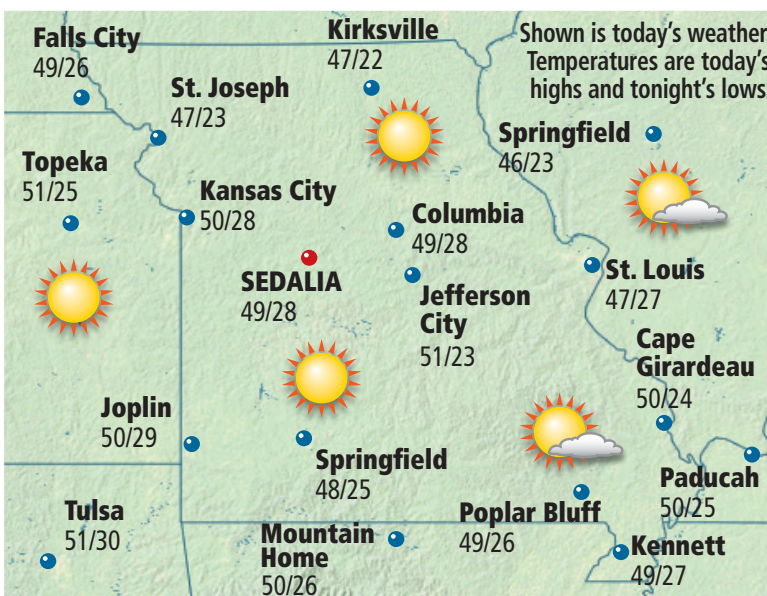 Falls City
49/26
Kirksville
47/22
Shown is today's weather
Temperatures are today's
highs and tonight's lows
St. Joseph
47/23
Springfield
46/23
Topeka
51/25
Kansas City
50/28
Columbia
49/28
SEDALIA
49/28
Jefferson
City
51/23
St. Louis
47/27
Cape
Girardeau
50/24
Joplin
50/29
Springfield
48/25
Paducah
50/25
Tulsa
51/30
Mountain
Home
50/26
Poplar Bluff
49/26
Kennett
49/27